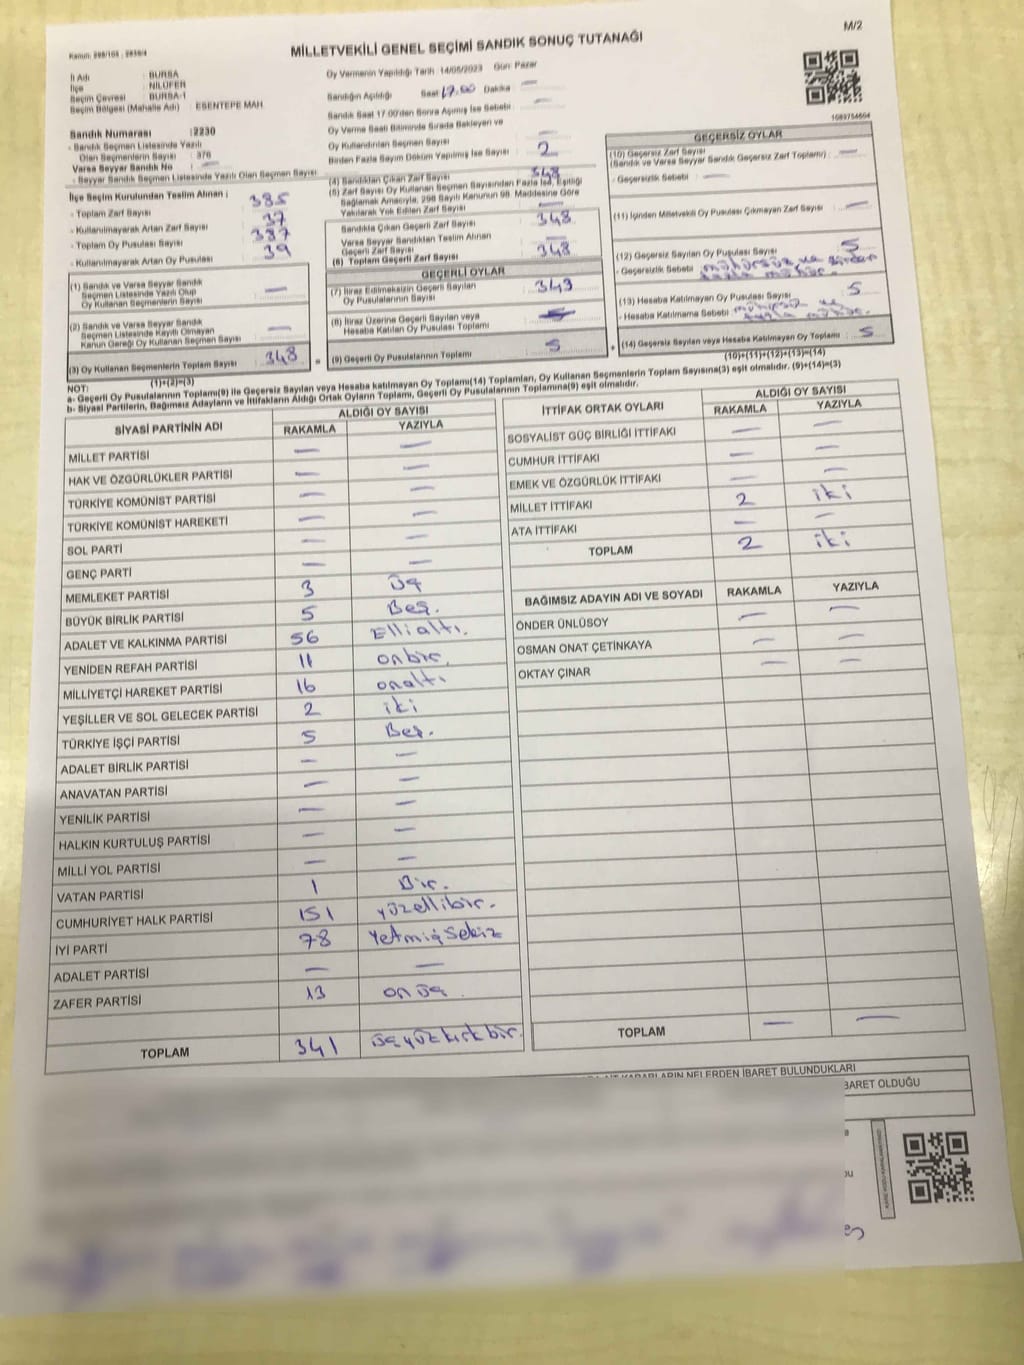 M/2
Kanun: 298/105 , 2839/4
MİLLETVEKİLİ GENEL SEÇİMİ SANDIK SONUÇ TUTANAĞI
İl Adı : BURSA
İlçe : NİLÜFER
Seçim Çevresi : BURSA-1
Seçim Bölgesi (Mahalle Adı) : ESENTEPE MAH.
Oy Vermenin Yapıldığı Tarih :14/05/2023 Gün: Pazar
Sandığın Açıldığı Saat 17.00 Dakika : —
Sandık Saat 17:00'den Sonra Açımış İse Sebebi : —
Oy Verme Saati Bitiminde Sırada Bekleyen ve
Oy Kullandırılan Seçmen Sayısı : —
Birden Fazla Sayım Döküm Yapılmış İse Sayısı : 2
1089754604
Sandık Numarası :2230
- Sandık Seçmen Listesinde Yazılı
Olan Seçmenlerin Sayısı : 376
Varsa Seyyar Sandık No : —
- Seyyar Sandık Seçmen Listesinde Yazılı Olan Seçmen Sayısı :
İlçe Seçim Kurulundan Teslim Alınan ;
- Toplam Zarf Sayısı : 385
- Kullanılmayarak Artan Zarf Sayısı : 37
- Toplam Oy Pusulası Sayısı : 387
- Kullanılmayarak Artan Oy Pusulası : 39
(1) Sandık ve Varsa Seyyar Sandık
Seçmen Listesinde Yazılı Olup
Oy Kullanan Seçmenlerin Sayısı : —
(2) Sandık ve Varsa Seyyar Sandık
Seçmen Listesinde Kayıtlı Olmayan
Kanun Gereği Oy Kullanan Seçmen Sayısı : —
(3) Oy Kullanan Seçmenlerin Toplam Sayısı : 348
(1)+(2)=(3)
(4) Sandıktan Çıkan Zarf Sayısı : 348
(5) Zarf Sayısı Oy Kullanan Seçmen Sayısından Fazla İse, Eşitliği
Sağlamak Amacıyla, 298 Sayılı Kanunun 98. Maddesine Göre
Yakılarak Yok Edilen Zarf Sayısı : —
Sandıkta Çıkan Geçerli Zarf Sayısı : 348
Varsa Seyyar Sandıktan Teslim Alınan
Geçerli Zarf Sayısı : —
(6) Toplam Geçerli Zarf Sayısı : 348
GEÇERLİ OYLAR
(7) İtiraz Edilmeksizin Geçerli Sayılan
Oy Pusulalarının Sayısı : 343
(8) İtiraz Üzerine Geçerli Sayılan veya
Hesaba Katılan Oy Pusulası Toplamı :
= (9) Geçerli Oy Pusulalarının Toplamı : 5
GEÇERSİZ OYLAR
(10) Geçersiz Zarf Sayısı
(Sandık ve Varsa Seyyar Sandık Geçersiz Zarf Toplamı) : —
- Geçersizlik Sebebi : —
(11) İçinden Milletvekili Oy Pusulası Çıkmayan Zarf Sayısı : —
(12) Geçersiz Sayılan Oy Pusulası Sayısı : 5
- Geçersizlik Sebebi : mühürsüz ve birden
fazla mühür.
(13) Hesaba Katılmayan Oy Pusulası Sayısı : 5
- Hesaba Katılmama Sebebi : mühürsüz ve
fazla mühür.
+ (14) Geçersiz Sayılan veya Hesaba Katılmayan Oy Toplamı : 5
(10)+(11)+(12)+(13)=(14)
NOT:
a- Geçerli Oy Pusulalarının Toplamı(9) ile Geçersiz Sayılan veya Hesaba katılmayan Oy Toplamı(14) Toplamları, Oy Kullanan Seçmenlerin Toplam Sayısına(3) eşit olmalıdır. (9)+(14)=(3)
b- Siyasi Partilerin, Bağımsız Adayların ve İttifakların Aldığı Ortak Oyların Toplamı, Geçerli Oy Pusulalarının Toplamına(9) eşit olmalıdır.
SİYASİ PARTİNİN ADI
ALDIĞI OY SAYISI
RAKAMLA YAZIYLA
MİLLET PARTİSİ — —
HAK VE ÖZGÜRLÜKLER PARTİSİ — —
TÜRKİYE KOMÜNİST PARTİSİ — —
TÜRKİYE KOMÜNİST HAREKETİ — —
SOL PARTİ — —
GENÇ PARTİ — —
MEMLEKET PARTİSİ 3 üç
BÜYÜK BİRLİK PARTİSİ 5 Beş.
ADALET VE KALKINMA PARTİSİ 56 Ellialtı.
YENİDEN REFAH PARTİSİ 11 onbir.
MİLLİYETÇİ HAREKET PARTİSİ 16 onaltı
YEŞİLLER VE SOL GELECEK PARTİSİ 2 iki
TÜRKİYE İŞÇİ PARTİSİ 5 Beş.
ADALET BİRLİK PARTİSİ — —
ANAVATAN PARTİSİ — —
YENİLİK PARTİSİ — —
HALKIN KURTULUŞ PARTİSİ — —
MİLLİ YOL PARTİSİ — —
VATAN PARTİSİ 1 Bir.
CUMHURİYET HALK PARTİSİ 151 yüzellibir.
İYİ PARTİ 78 Yetmişsekiz
ADALET PARTİSİ — —
ZAFER PARTİSİ 13 onüç.
TOPLAM 341 üçyüzkırkbir.
İTTİFAK ORTAK OYLARI
ALDIĞI OY SAYISI
RAKAMLA YAZIYLA
SOSYALİST GÜÇ BİRLİĞİ İTTİFAKI — —
CUMHUR İTTİFAKI — —
EMEK VE ÖZGÜRLÜK İTTİFAKI — —
MİLLET İTTİFAKI 2 iki
ATA İTTİFAKI — —
TOPLAM 2 iki
BAĞIMSIZ ADAYIN ADI VE SOYADI RAKAMLA YAZIYLA
ÖNDER ÜNLÜSOY — —
OSMAN ONAT ÇETİNKAYA — —
OKTAY ÇINAR — —
TOPLAM — —
KARARLARIN NELERDEN İBARET BULUNDUKLARI
BARET OLDUĞU